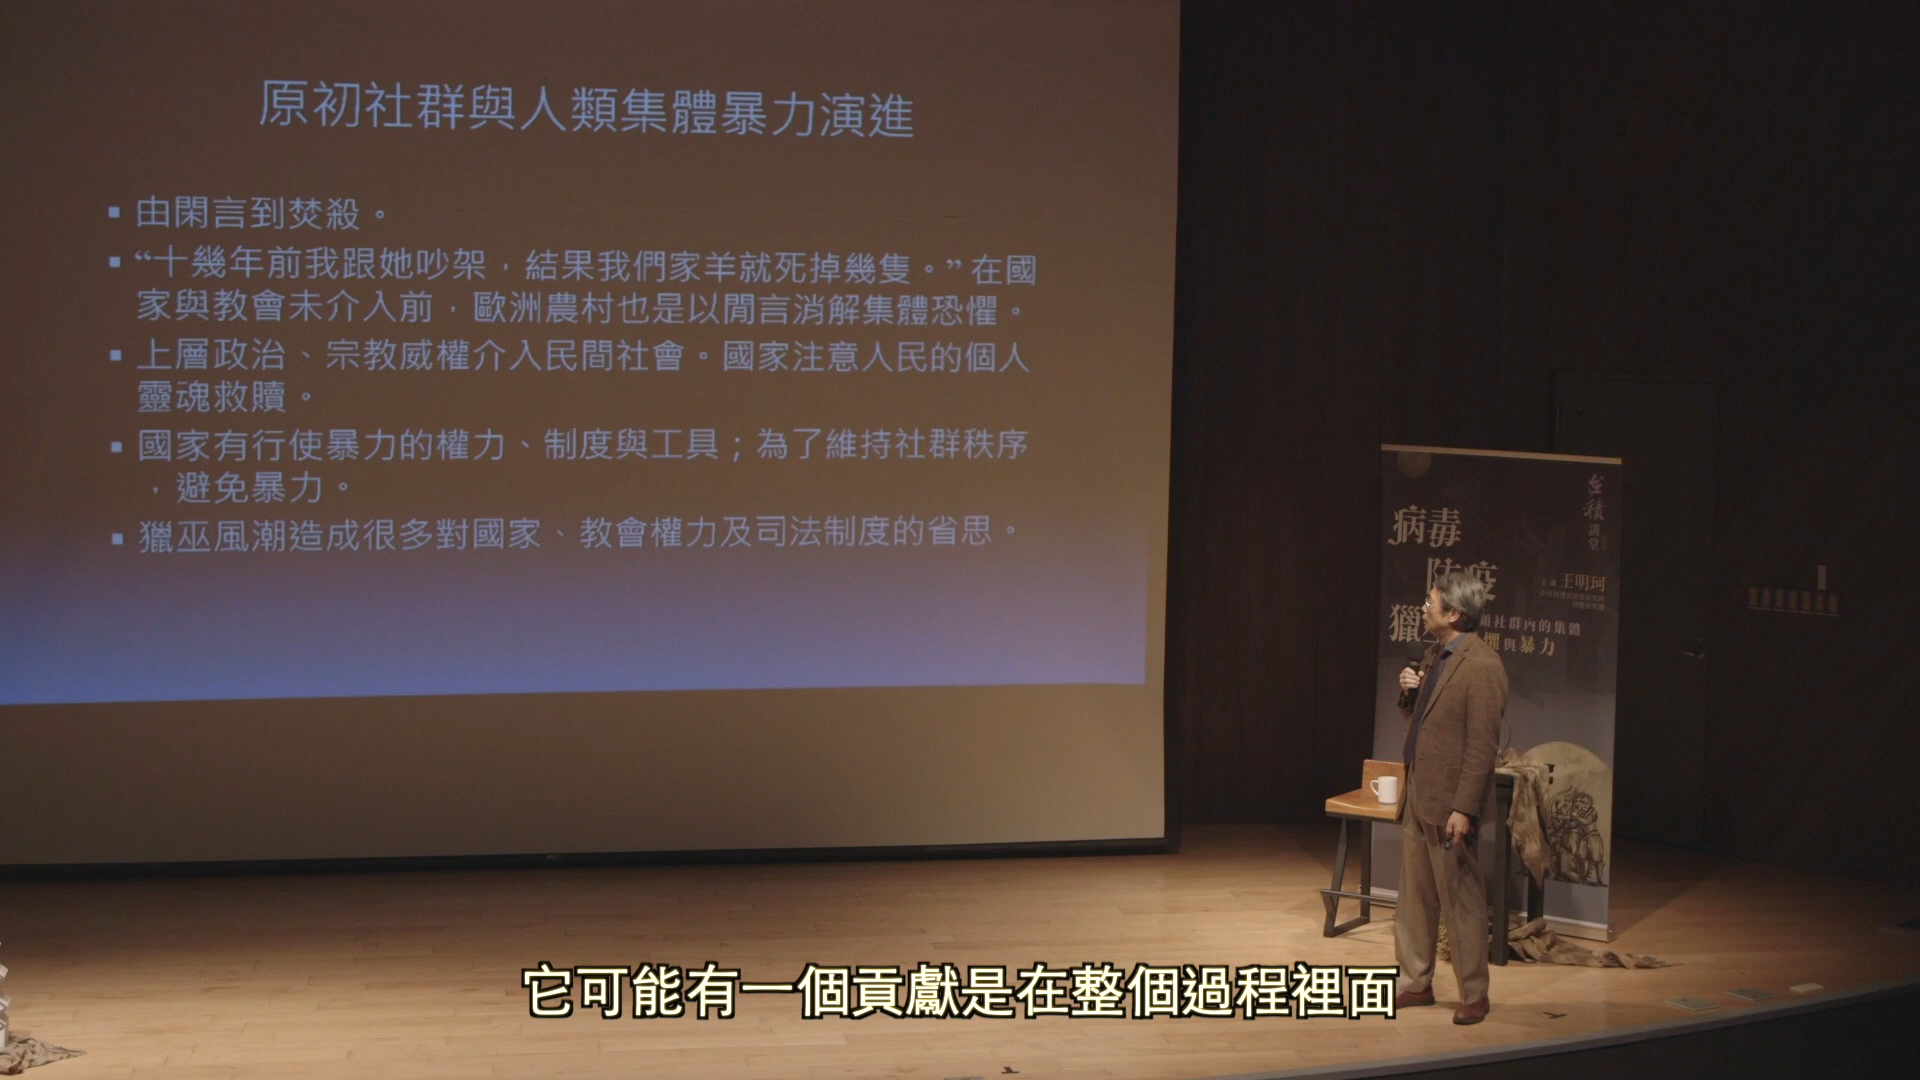 原初社群與人類集體暴力演進
▪ 由閑言到焚殺。
▪ “十幾年前我跟她吵架，結果我們家羊就死掉幾隻。” 在國
家與教會未介入前，歐洲農村也是以閒言消解集體恐懼。
▪ 上層政治、宗教威權介入民間社會。國家注意人民的個人
靈魂救贖。
▪ 國家有行使暴力的權力、制度與工具；為了維持社群秩序
，避免暴力。
▪ 獵巫風潮造成很多對國家、教會權力及司法制度的省思。
台積講堂
病毒
防疫
獵
主講 王明珂
社群內的集體
懼與暴力
它可能有一個貢獻是在整個過程裡面